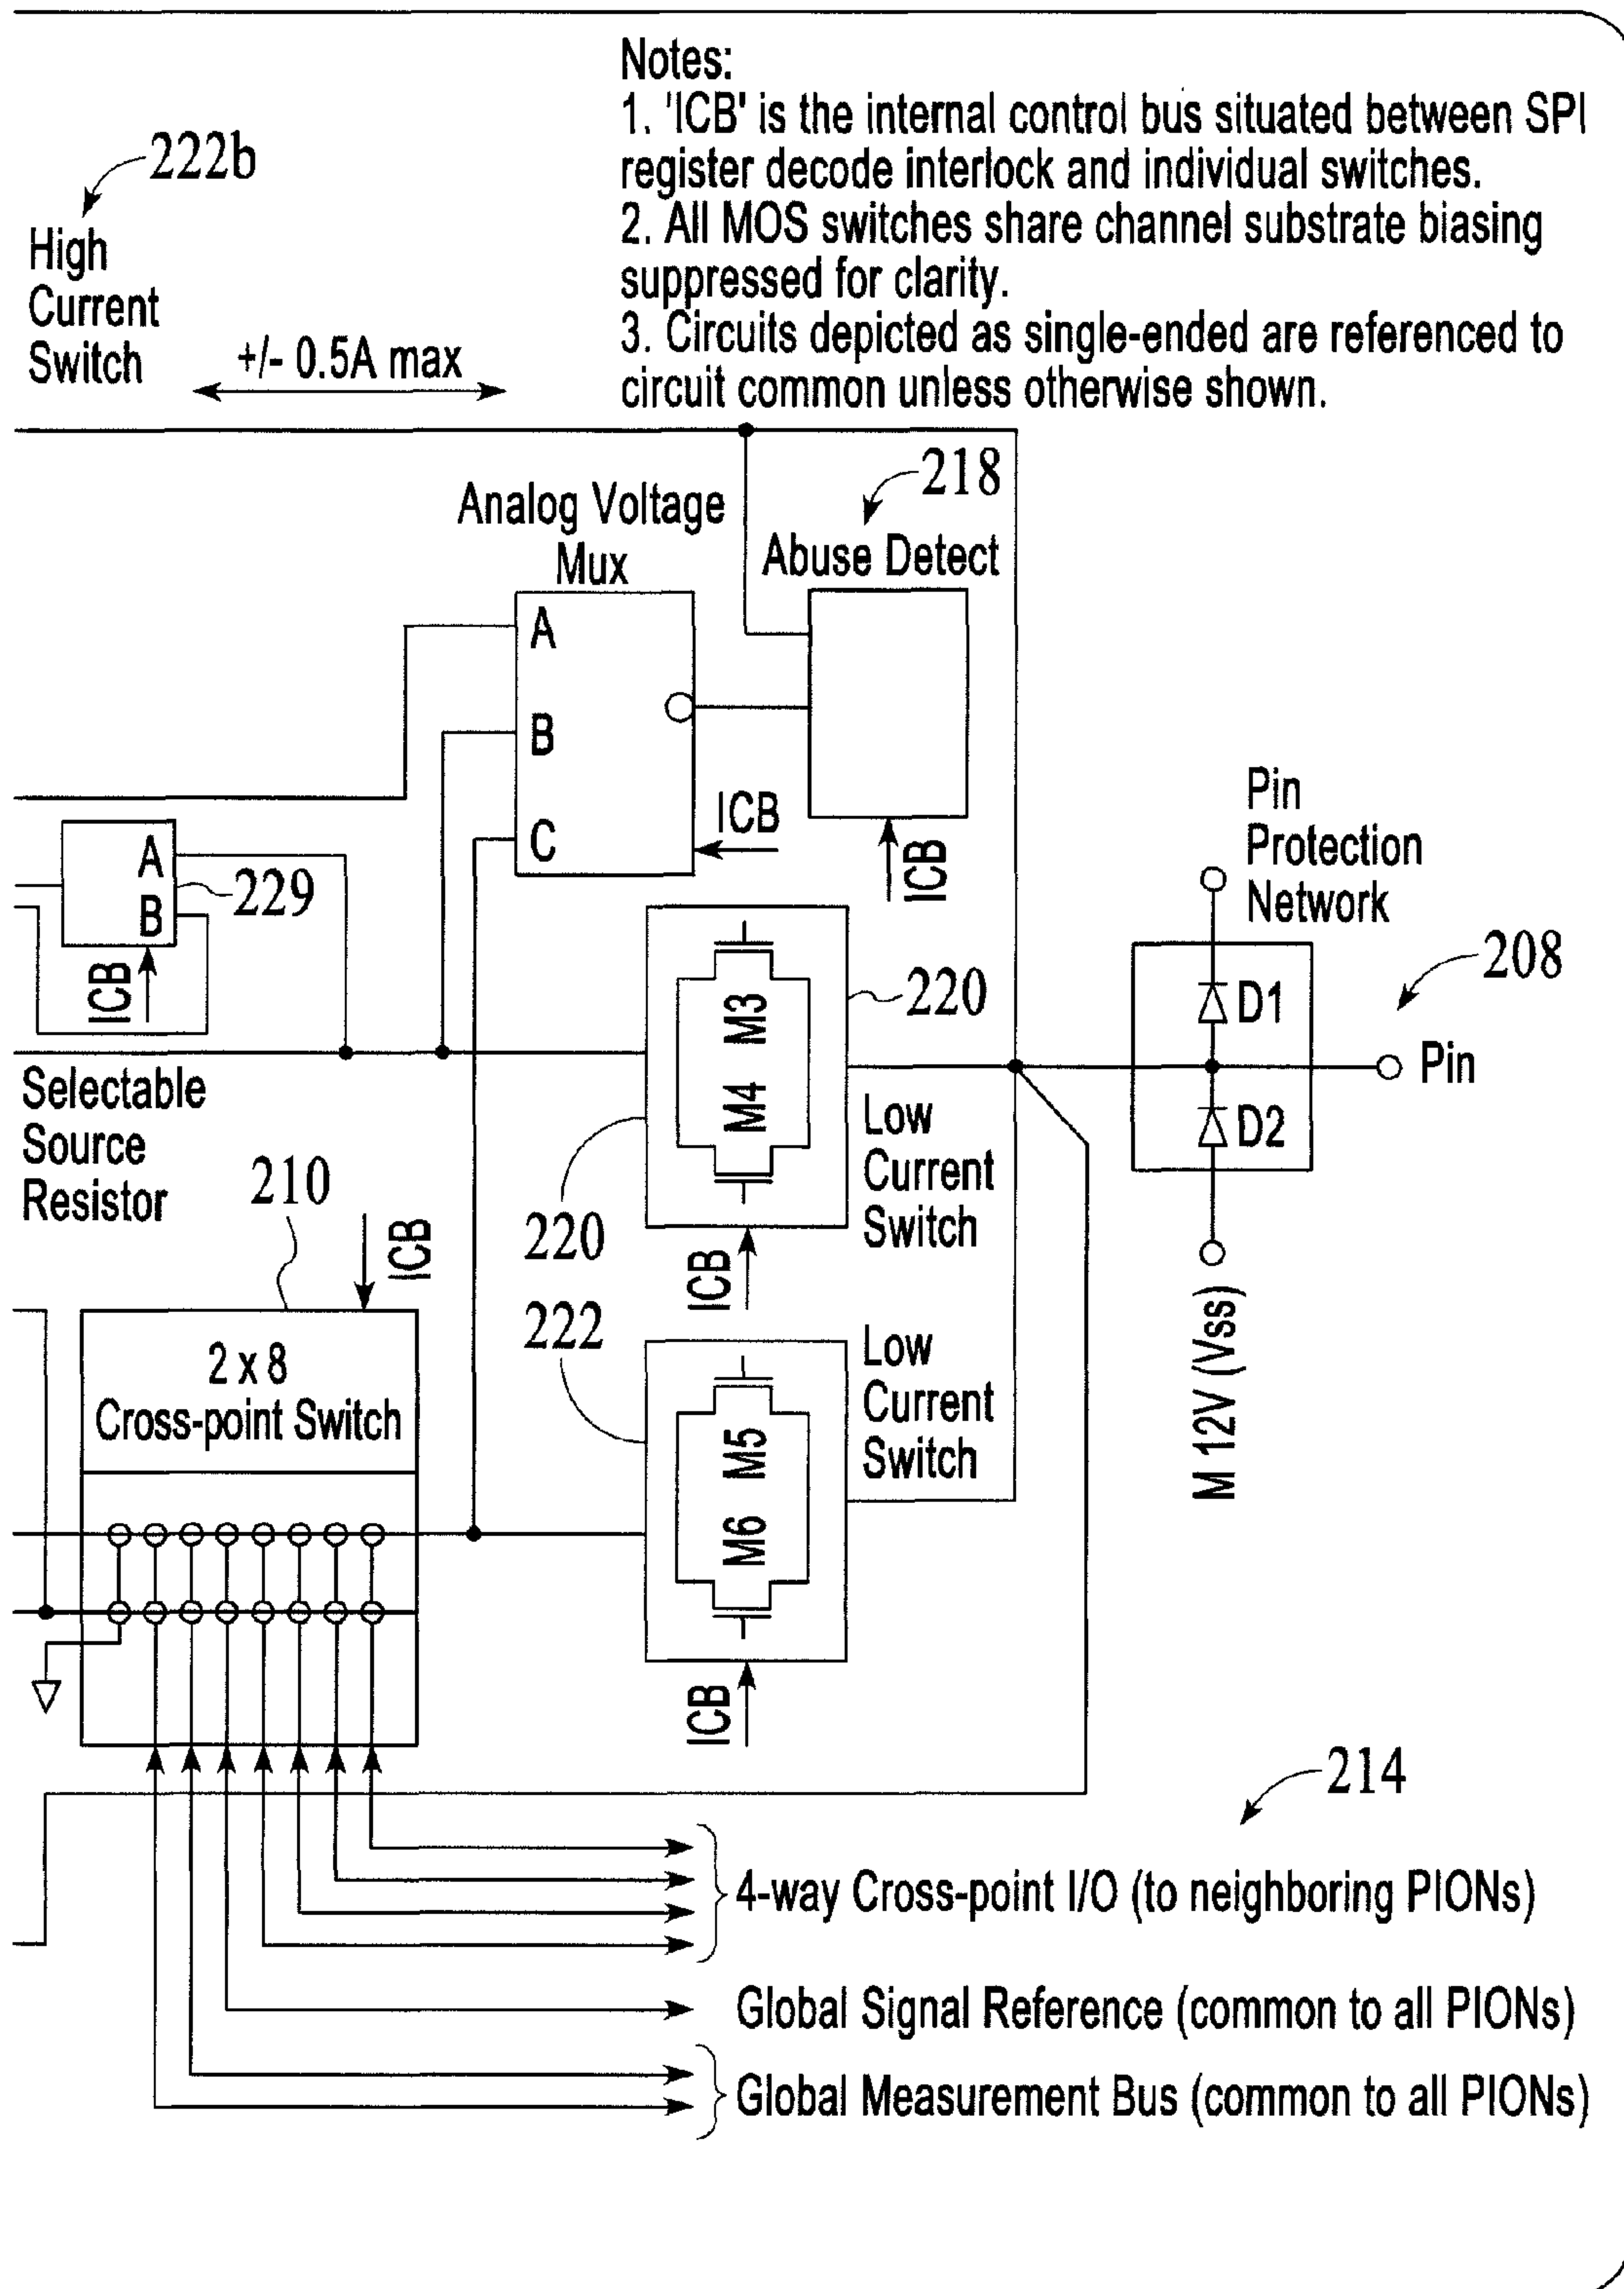 Notes:
1. 'ICB' is the internal control bus situated between SPI
register decode interlock and individual switches.
2. All MOS switches share channel substrate biasing
suppressed for clarity.
3. Circuits depicted as single-ended are referenced to
circuit common unless otherwise shown.
222b
High
Current
Switch
+/- 0.5A max
218
Analog Voltage
Mux
Abuse Detect
A
B
C
ICB
ICB
Pin
Protection
Network
A
B
229
ICB
220
M3
M4
D1
D2
208
Pin
Selectable
Source
Resistor
Low
Current
Switch
210
ICB
220
ICB
M 12V (Vss)
222
Low
Current
Switch
2 x 8
Cross-point Switch
M5
M6
ICB
214
4-way Cross-point I/O (to neighboring PIONs)
Global Signal Reference (common to all PIONs)
Global Measurement Bus (common to all PIONs)